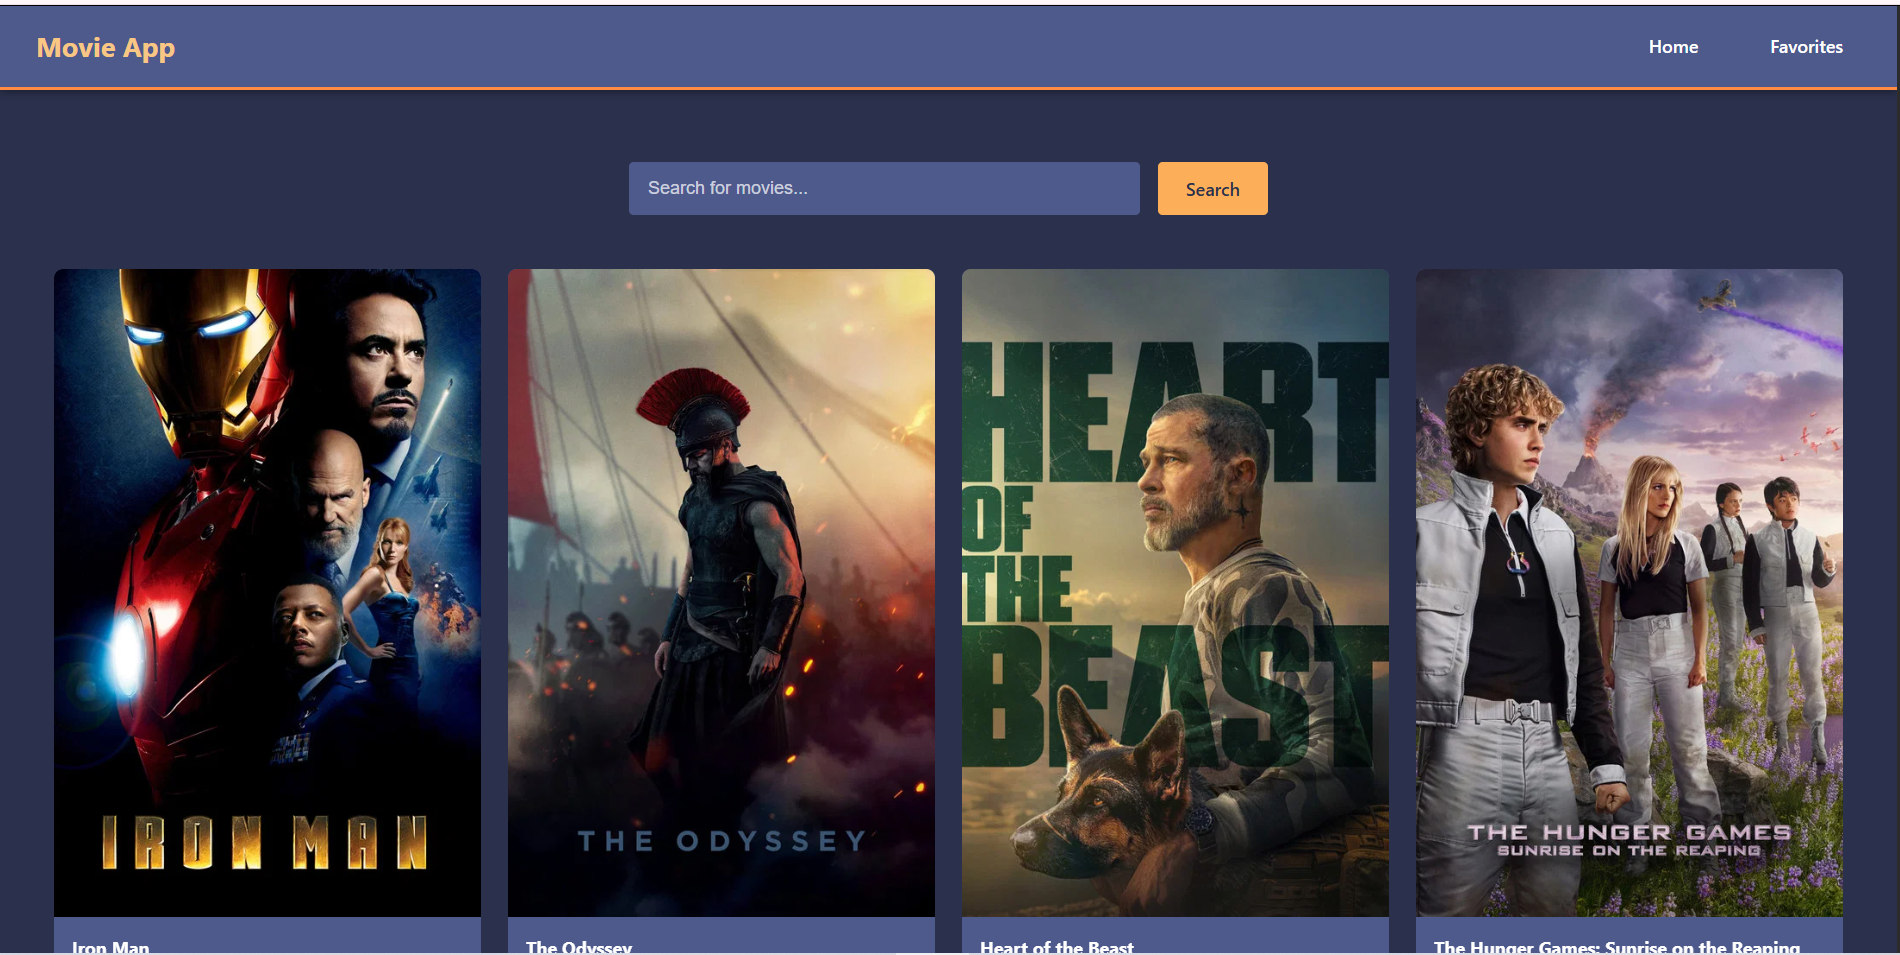 Movie App
Home
Favorites
Search for movies...
Search
IRON MAN
THE ODYSSEY
HEART
OF
THE
BEAST
THE HUNGER GAMES
SUNRISE ON THE REAPING
Iron Man
The Odyssey
Heart of the Beast
The Hunger Games: Sunrise on the Reaping